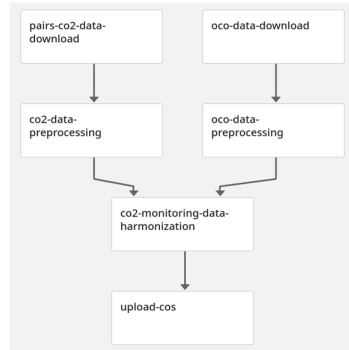 pairs-co2-data-
download
oco-data-download
co2-data-
preprocessing
oco-data-
preprocessing
co2-monitoring-data-
harmonization
upload-cos